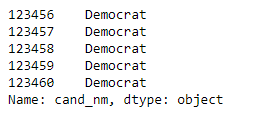 123456    Democrat
123457    Democrat
123458    Democrat
123459    Democrat
123460    Democrat
Name: cand_nm, dtype: object